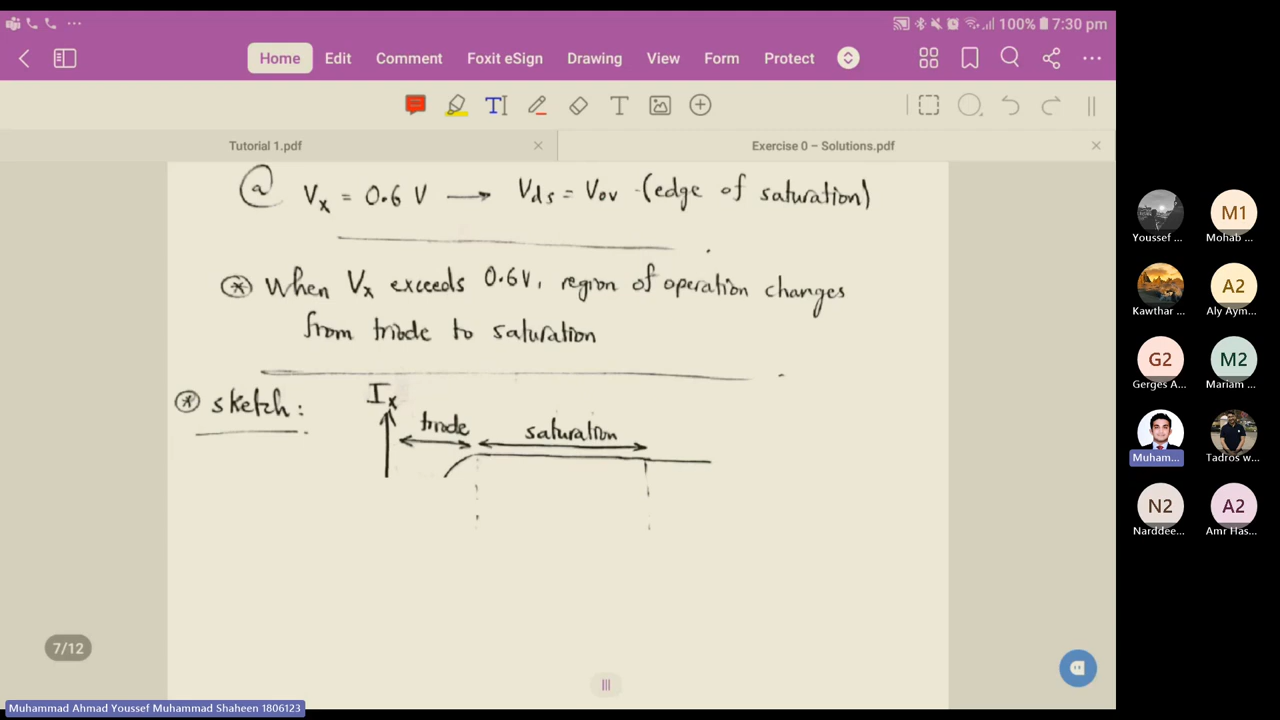 100% 7:30 pm
Home Edit Comment Foxit eSign Drawing View Form Protect
Tutorial 1.pdf
Exercise 0 – Solutions.pdf
@ Vx = 0.6 V → Vds = Vov (edge of saturation)
* When Vx exceeds 0.6V, region of operation changes
from triode to saturation
* sketch:
Ix
triode
saturation
7/12
Youssef ...
M1
Mohab ...
Kawthar ...
A2
Aly Aym...
G2
Gerges A...
M2
Mariam ...
Muham...
Tadros w...
N2
Narddee...
A2
Amr Has...
Muhammad Ahmad Youssef Muhammad Shaheen 1806123